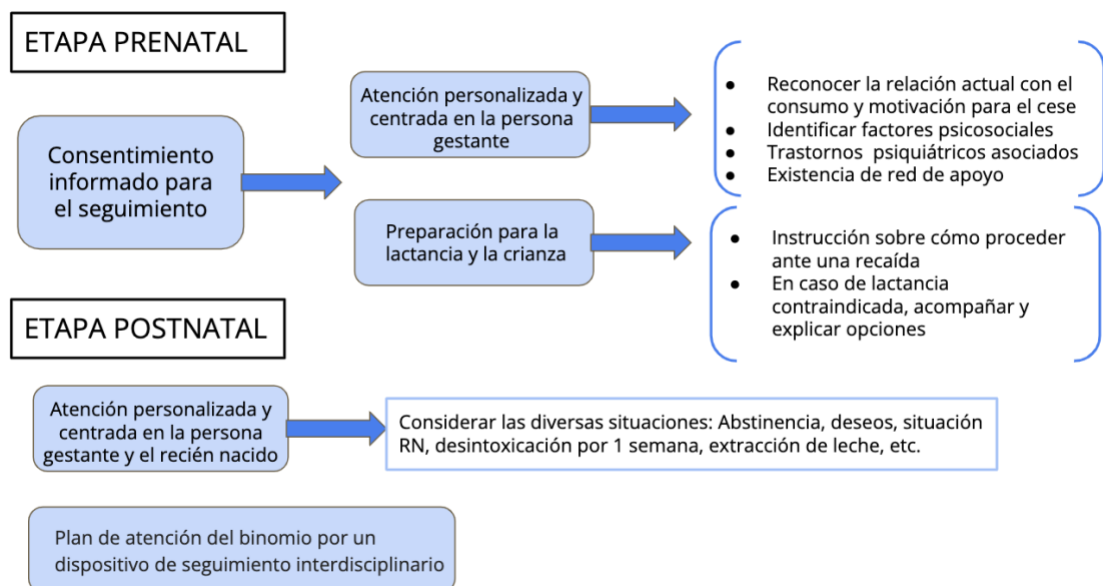 ETAPA PRENATAL
Consentimiento
informado para
el seguimiento
Atención personalizada y
centrada en la persona
gestante
● Reconocer la relación actual con el
consumo y motivación para el cese
● Identificar factores psicosociales
● Trastornos psiquiátricos asociados
● Existencia de red de apoyo
Preparación para la
lactancia y la crianza
● Instrucción sobre cómo proceder
ante una recaída
● En caso de lactancia
contraindicada, acompañar y
explicar opciones
ETAPA POSTNATAL
Atención personalizada y
centrada en la persona
gestante y el recién nacido
Considerar las diversas situaciones: Abstinencia, deseos, situación
RN, desintoxicación por 1 semana, extracción de leche, etc.
Plan de atención del binomio por un
dispositivo de seguimiento interdisciplinario